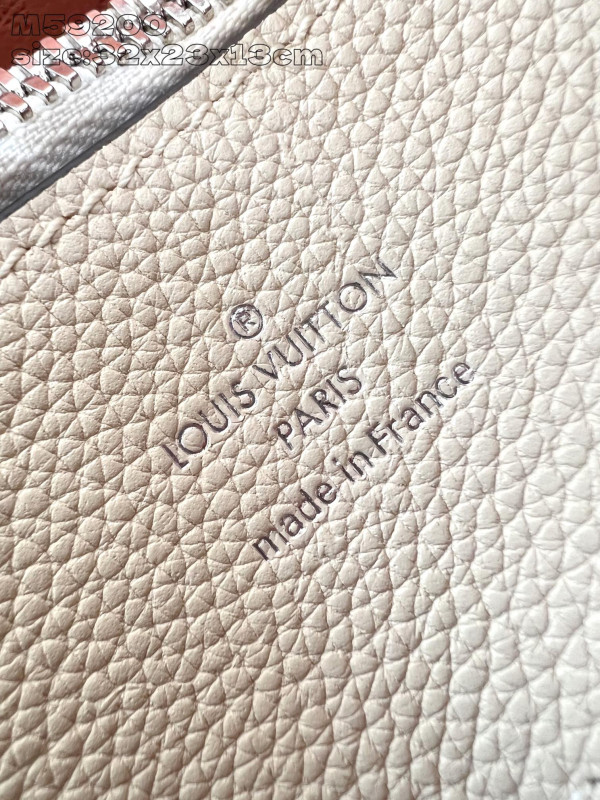 M59200
size:32x23x13cm
®
LOUIS VUITTON
PARIS
made in France